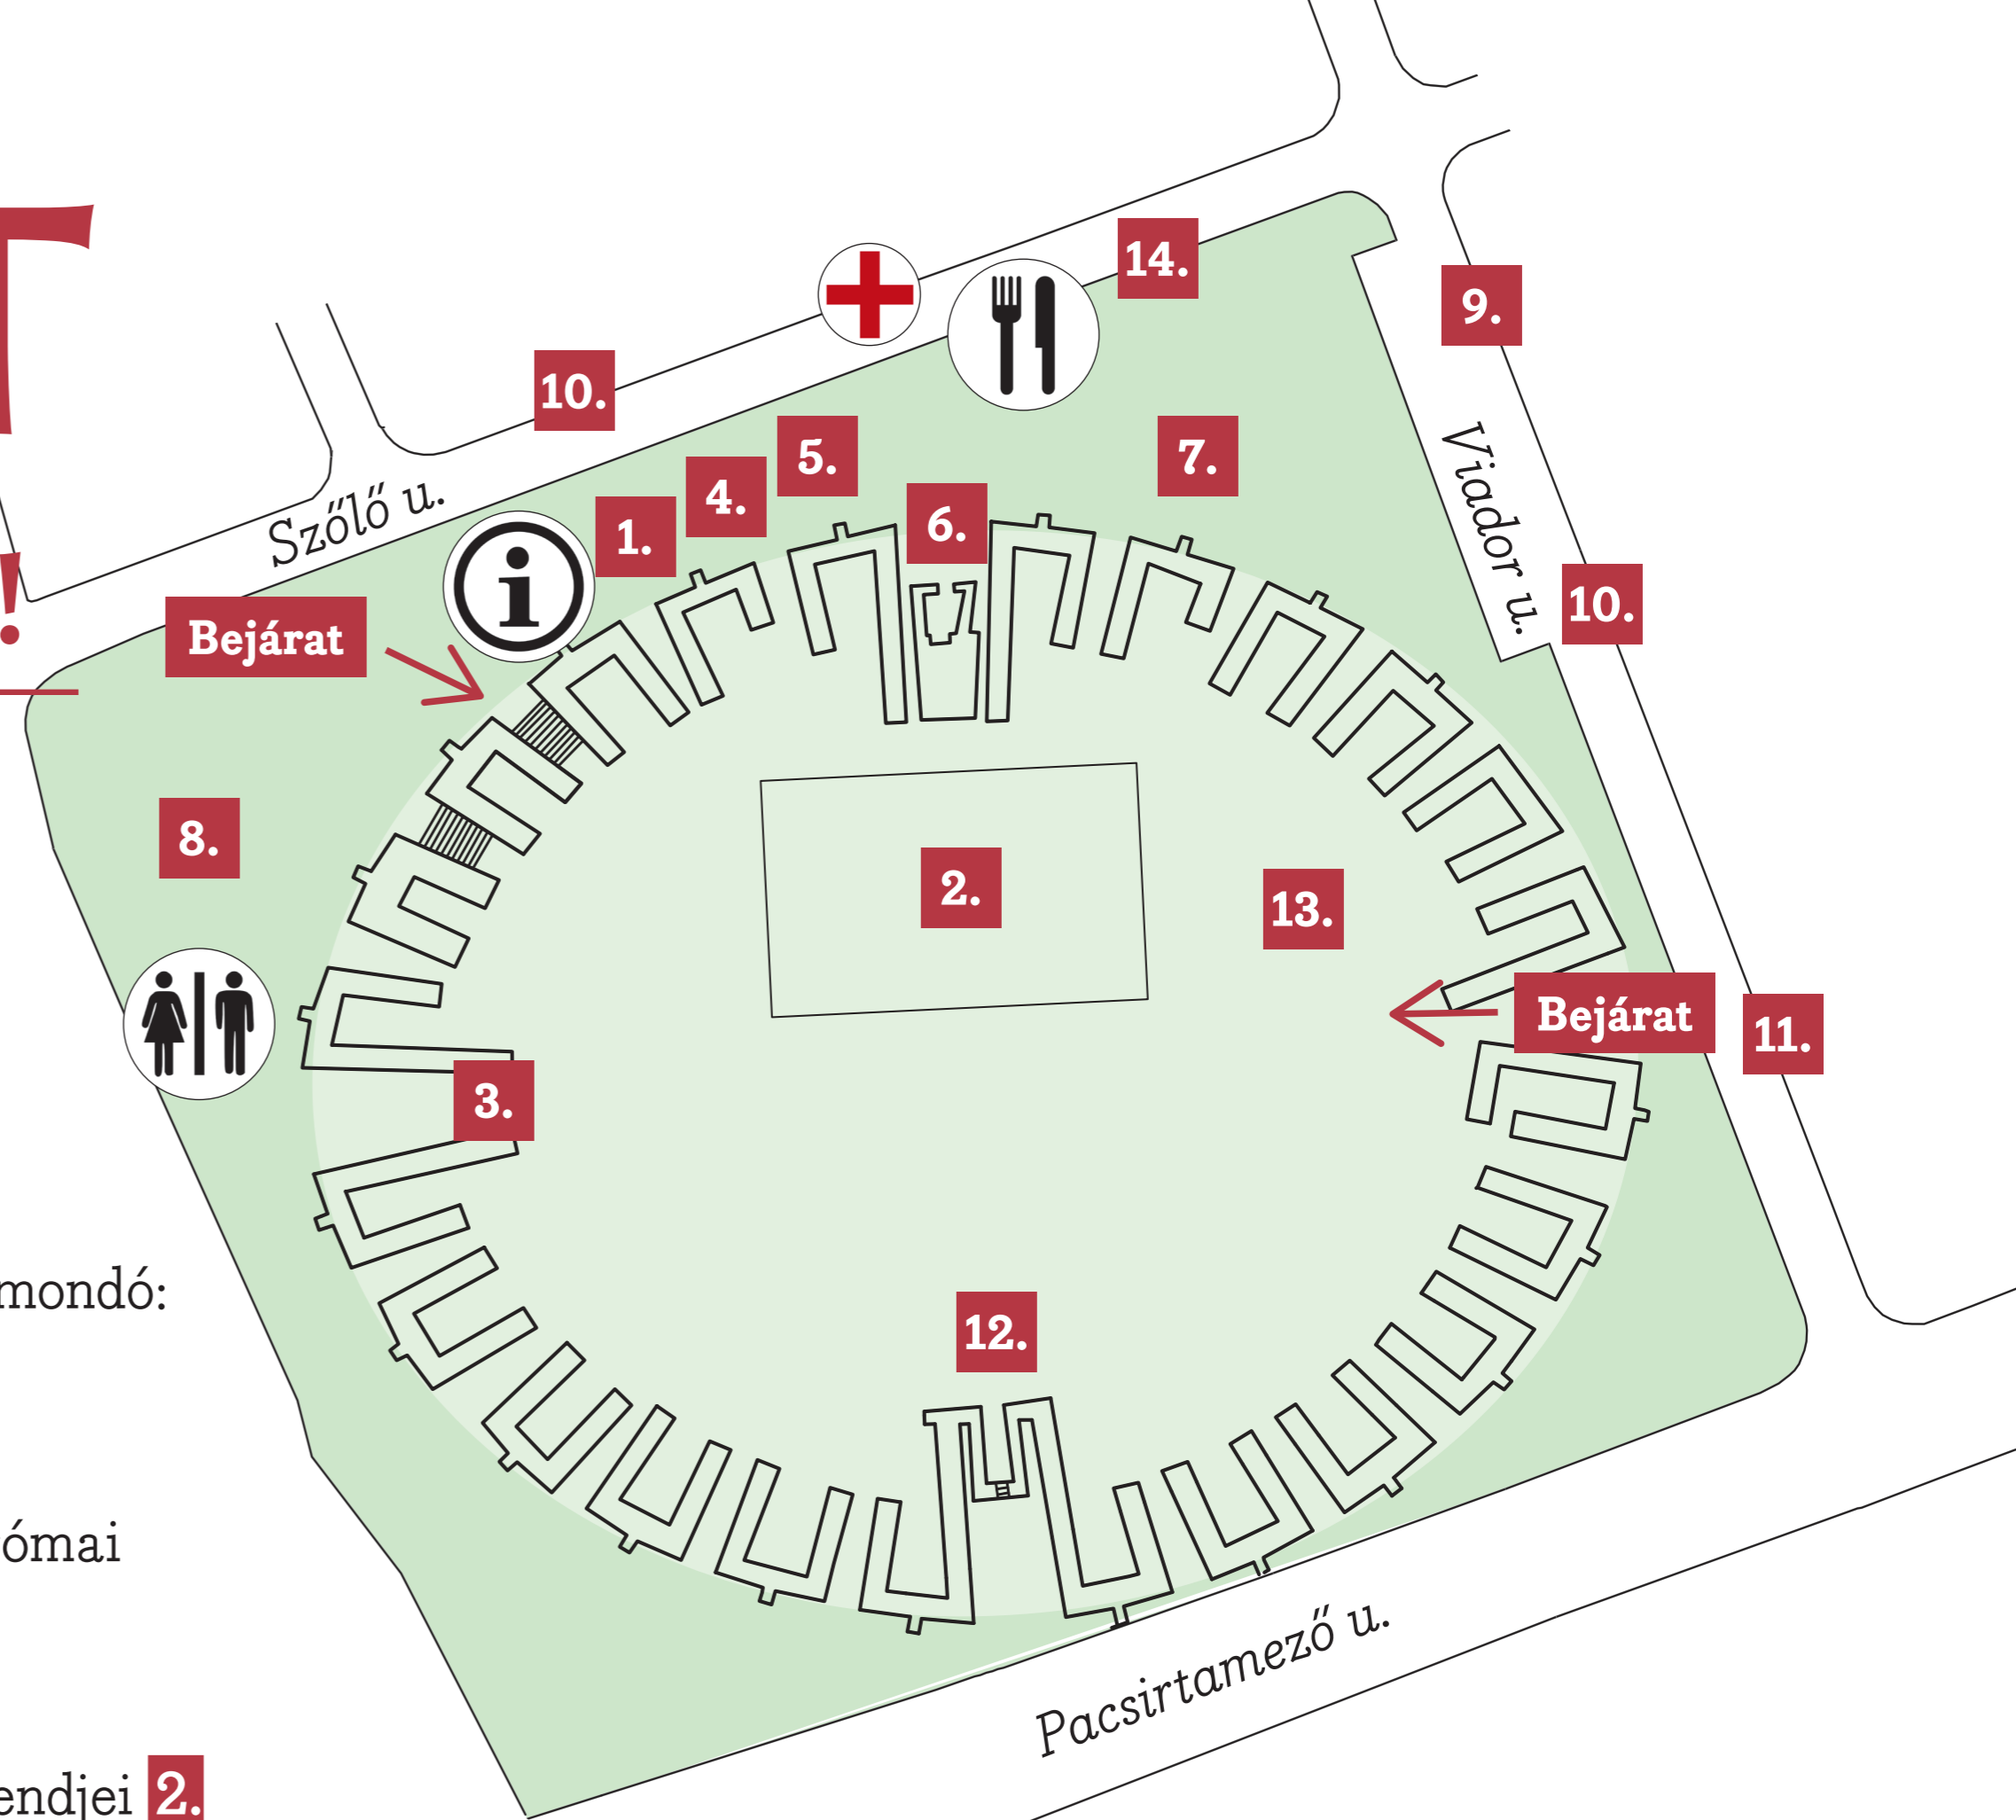 14.
9.
10.
5.
7.
4.
6.
1.
Szőlő u.
Viador u.
!
10.
Bejárat
8.
2.
13.
Bejárat
11.
3.
mondó:
12.
ómai
Pacsirtamező u.
endjei 2.